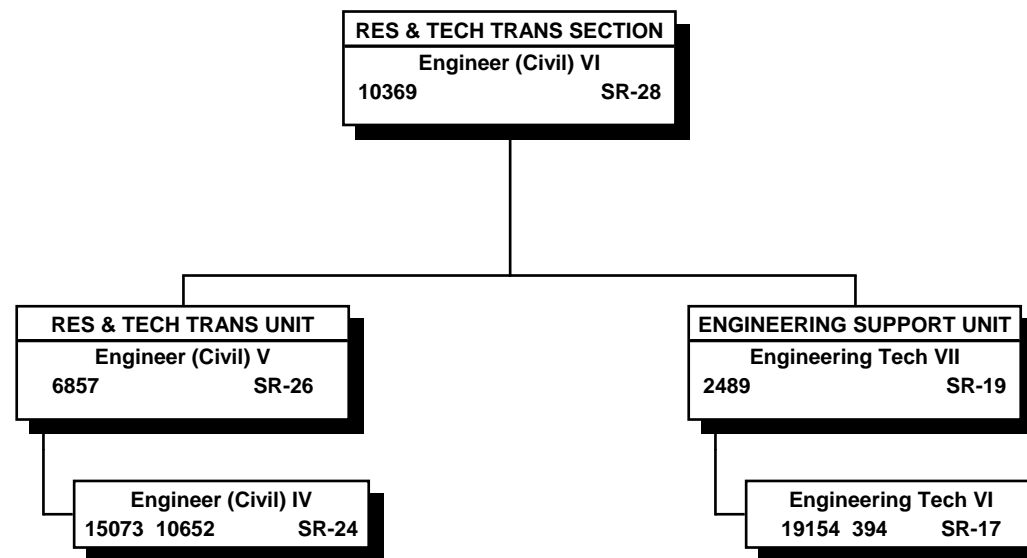 RES & TECH TRANS SECTION
Engineer (Civil) VI
10369 SR-28
RES & TECH TRANS UNIT
Engineer (Civil) V
6857 SR-26
Engineer (Civil) IV
15073 10652 SR-24
ENGINEERING SUPPORT UNIT
Engineering Tech VII
2489 SR-19
Engineering Tech VI
19154 394 SR-17